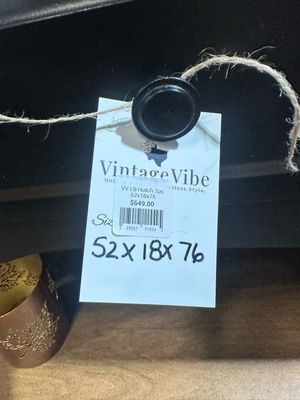 VintageVibe
VV LB Hutch 2pc
52x18x76
$649.00
52 x 18 x 76